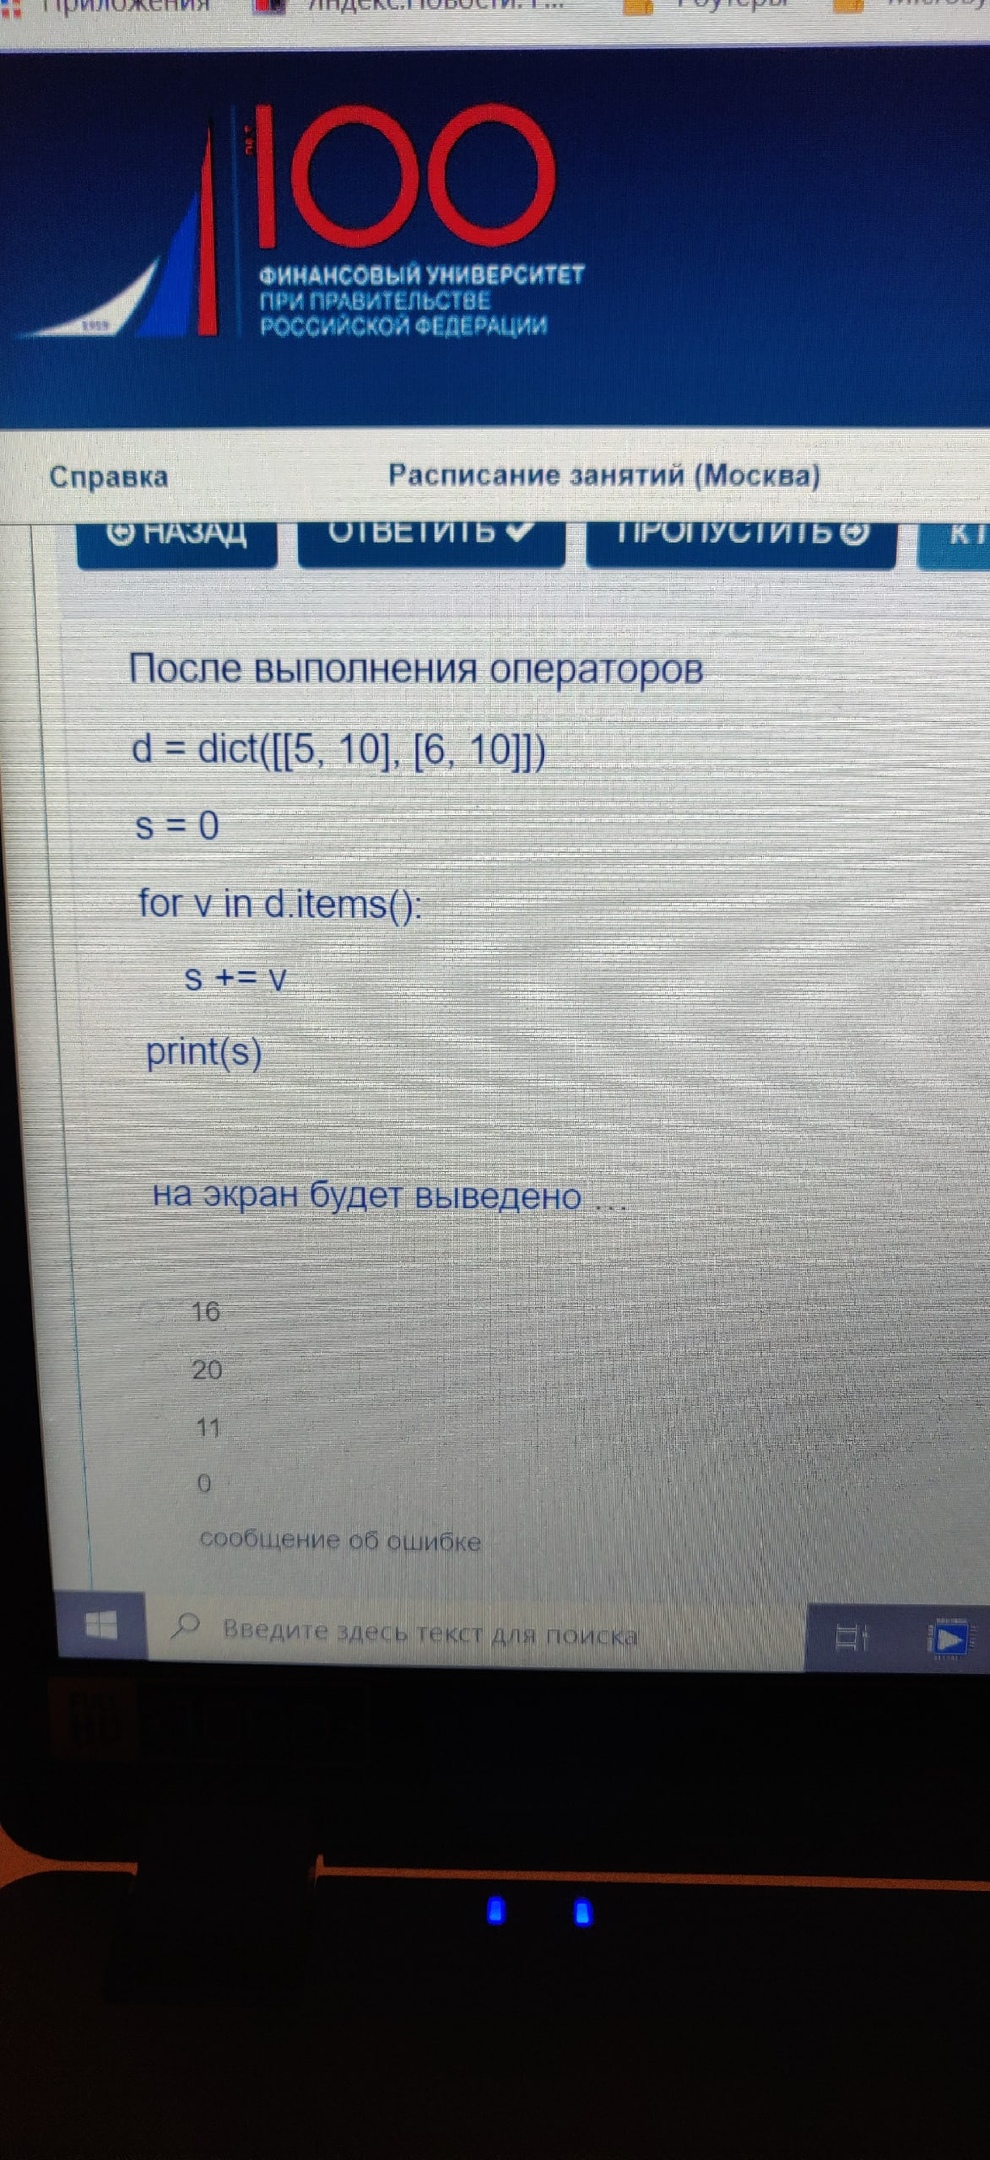 Приложения
Яндекс.Новости: Г...
Роутеры
100
1919
ФИНАНСОВЫЙ УНИВЕРСИТЕТ
ПРИ ПРАВИТЕЛЬСТВЕ
РОССИЙСКОЙ ФЕДЕРАЦИИ
Справка
Расписание занятий (Москва)
НАЗАД
ОТВЕТИТЬ
ПРОПУСТИТЬ
К Т
После выполнения операторов
d = dict([[5, 10], [6, 10]])
s = 0
for v in d.items():
s += v
print(s)
на экран будет выведено ...
16
20
11
0
сообщение об ошибке
Введите здесь текст для поиска
FULL
HD